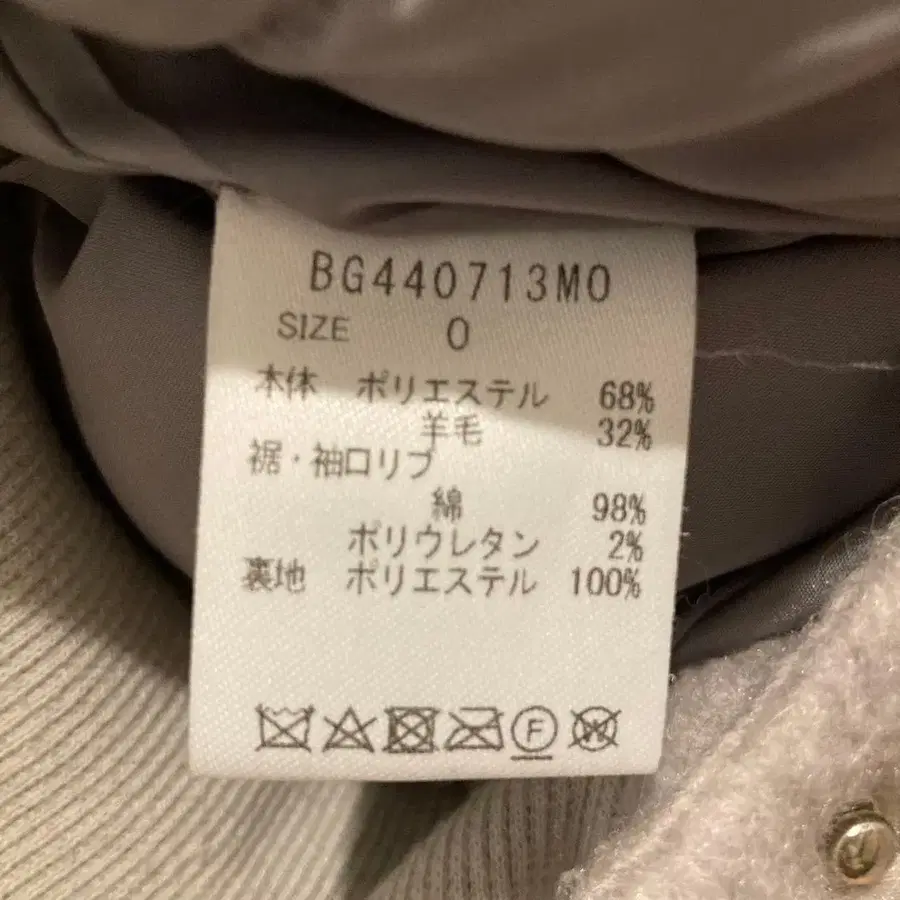 BG440713M0
SIZE 0
本体 ポリエステル 68%
羊毛 32%
裾・袖口リブ
綿 98%
ポリウレタン 2%
裏地 ポリエステル 100%
F W